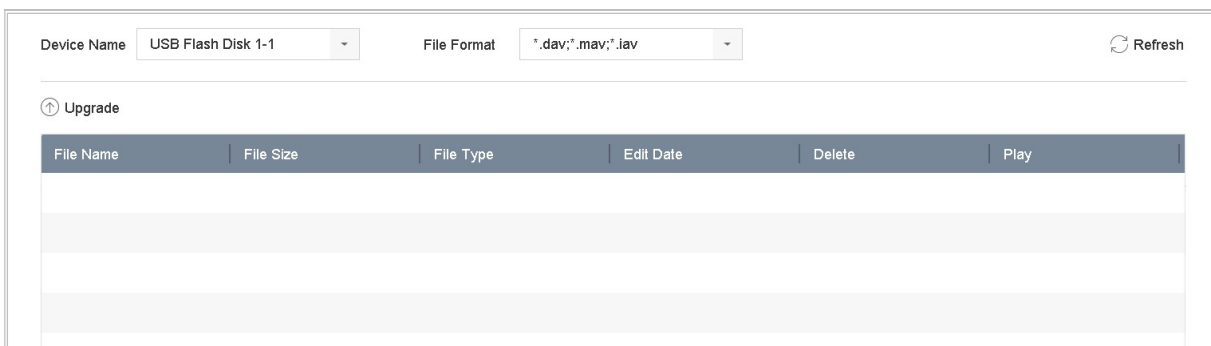 Device Name USB Flash Disk 1-1 File Format *.dav;*.mav;*.iav Refresh
Upgrade
File Name File Size File Type Edit Date Delete Play